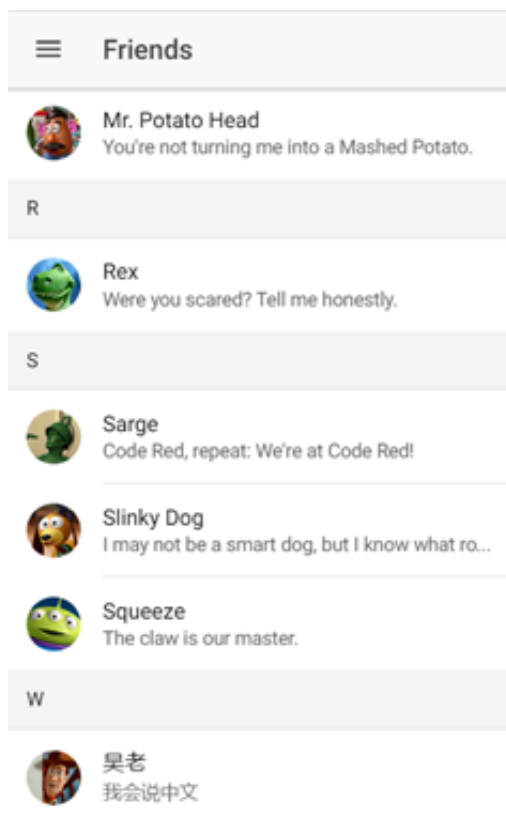 Friends
Mr. Potato Head
You're not turning me into a Mashed Potato.
R
Rex
Were you scared? Tell me honestly.
S
Sarge
Code Red, repeat: We're at Code Red!
Slinky Dog
I may not be a smart dog, but I know what ro...
Squeeze
The claw is our master.
W
吴老
我会说中文